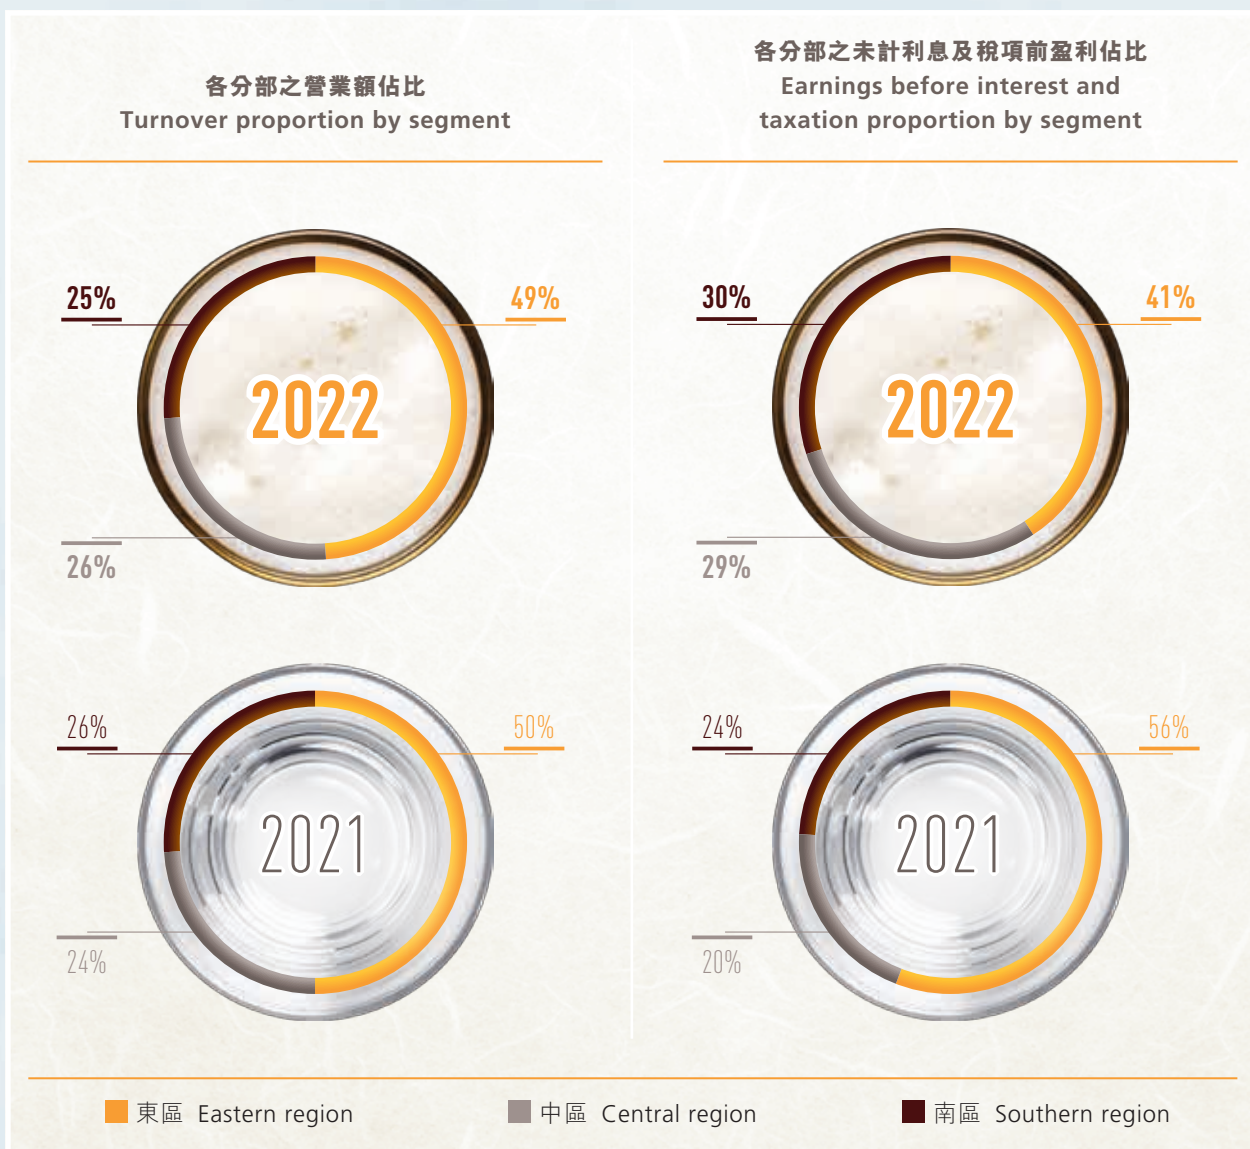 各分部之營業額佔比
Turnover proportion by segment
各分部之未計利息及稅項前盈利佔比
Earnings before interest and
taxation proportion by segment
25%
49%
2022
26%
30%
41%
2022
29%
26%
50%
2021
24%
24%
56%
2021
20%
東區 Eastern region
中區 Central region
南區 Southern region